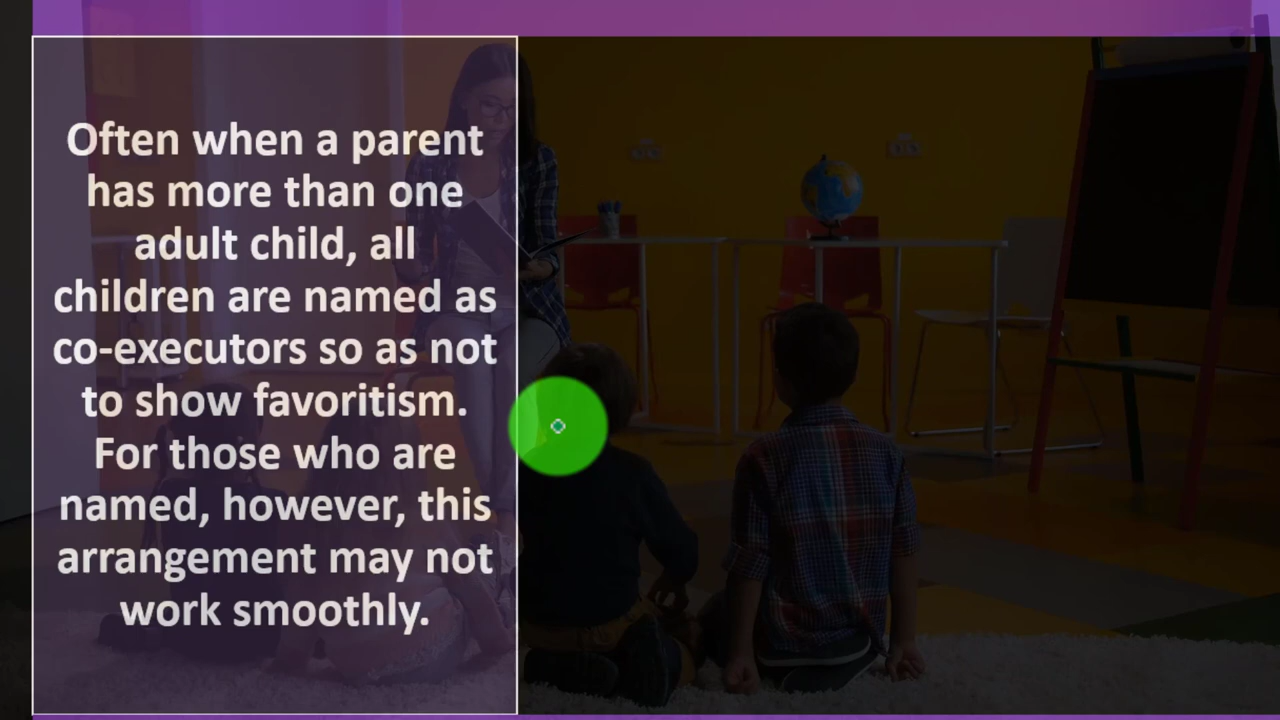 Often when a parent
has more than one
adult child, all
children are named as
co-executors so as not
to show favoritism.
For those who are
named, however, this
arrangement may not
work smoothly.